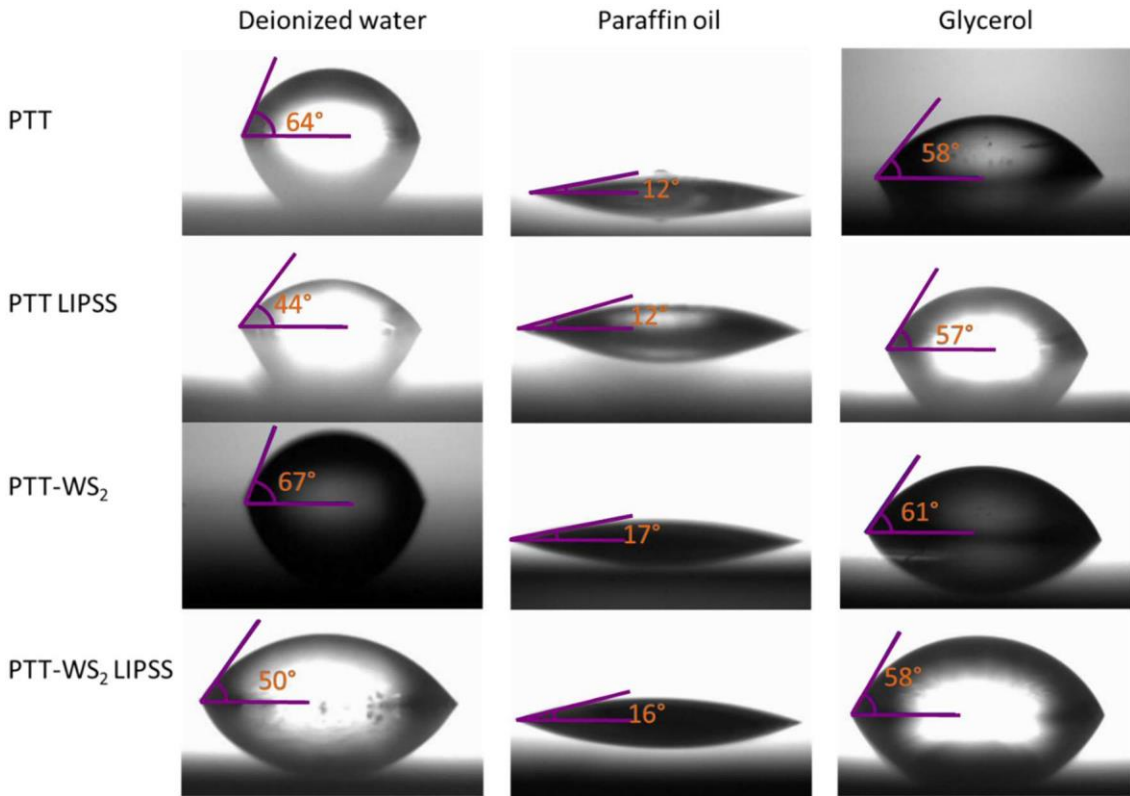 Deionized water Paraffin oil Glycerol
PTT 64° 12° 58°
PTT LIPSS 44° 12° 57°
PTT-WS₂ 67° 17° 61°
PTT-WS₂ LIPSS 50° 16° 58°